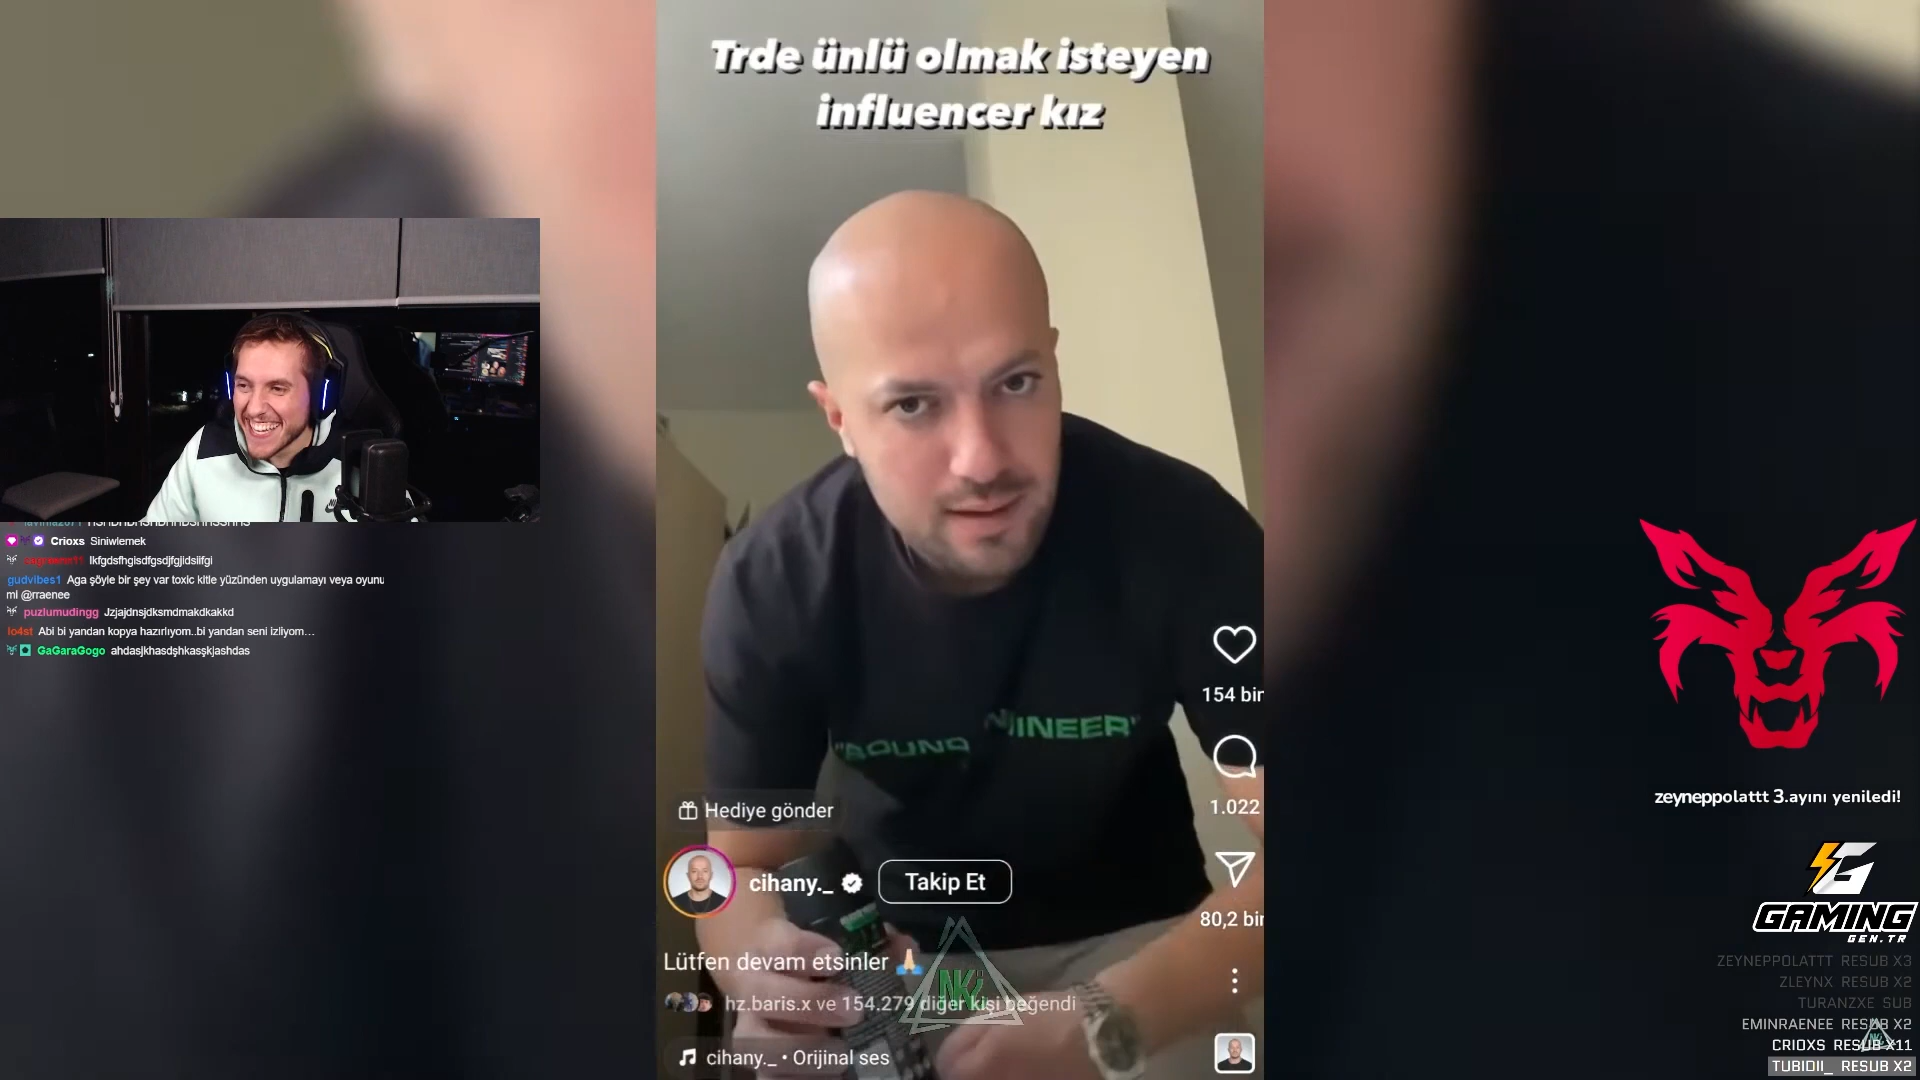 Trde ünlü olmak isteyen
influencer kız
Crioxs Siniwlemek
lkfgdsfhgisdfgsdjfgjidsiifgi
gudvibes1 Aga şöyle bir şey var toxic kitle yüzünden uygulamayı veya oyunu
mi @rraenee
puzlumudingg Jzjajdnsjdksmdmakdkakkd
lo4st Abi bi yandan kopya hazırlıyom..bi yandan seni izliyom...
GaGaraGogo ahdasjkhasdşhkasşkjashdas
"SOUND
154 bin
1.022
80,2 bin
Hediye gönder
cihany._ Takip Et
Lütfen devam etsinler 🙏🏻
hz.baris.x ve 154.279 diğer kişi beğendi
cihany._ • Orijinal ses
zeyneppolattt 3.ayını yeniledi!
GAMING
GEN.TR
ZEYNEPPOLATTT RESUB X3
ZLEYNX RESUB X2
TURANZXE SUB
EMINRAENEE RESUB X2
CRIOXS RESUB X11
TUBIDII_ RESUB X2